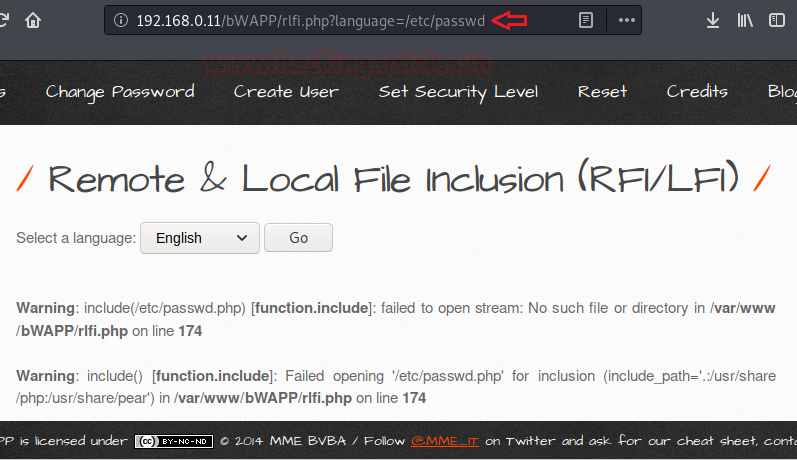 192.168.0.11/bWAPP/rlfi.php?language=/etc/passwd
s Change Password Create User Set Security Level Reset Credits Blog
/ Remote & Local File Inclusion (RFI/LFI) /
Select a language: English Go
Warning: include(/etc/passwd.php) [function.include]: failed to open stream: No such file or directory in /var/www
/bWAPP/rlfi.php on line 174
Warning: include() [function.include]: Failed opening '/etc/passwd.php' for inclusion (include_path='.:/usr/share
/php:/usr/share/pear') in /var/www/bWAPP/rlfi.php on line 174
APP is licensed under (cc) BY-NC-ND © 2014 MME BVBA / Follow @MME_IT on Twitter and ask for our cheat sheet, conta